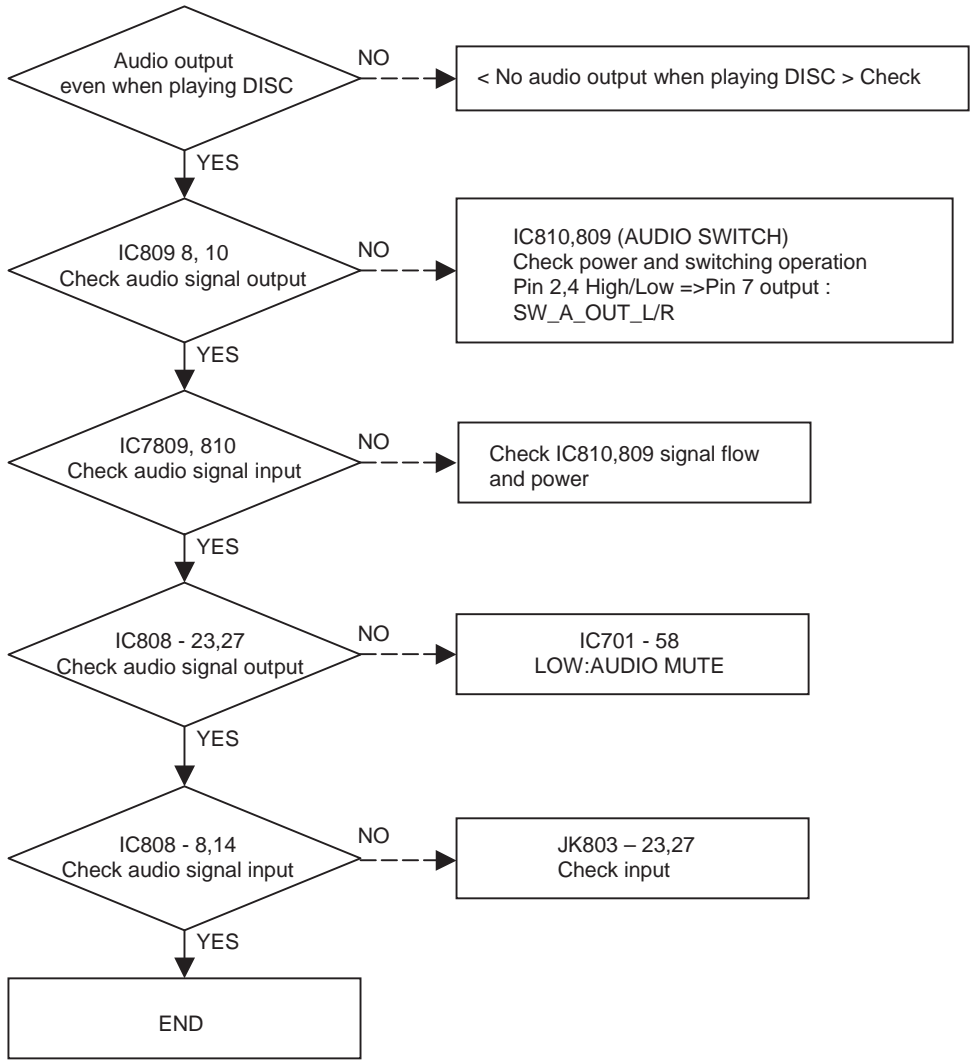 Audio output
even when playing DISC
NO
< No audio output when playing DISC > Check
YES
IC809 8, 10
Check audio signal output
NO
IC810,809 (AUDIO SWITCH)
Check power and switching operation
Pin 2,4 High/Low =>Pin 7 output :
SW_A_OUT_L/R
YES
IC7809, 810
Check audio signal input
NO
Check IC810,809 signal flow
and power
YES
IC808 - 23,27
Check audio signal output
NO
IC701 - 58
LOW:AUDIO MUTE
YES
IC808 - 8,14
Check audio signal input
NO
JK803 – 23,27
Check input
YES
END